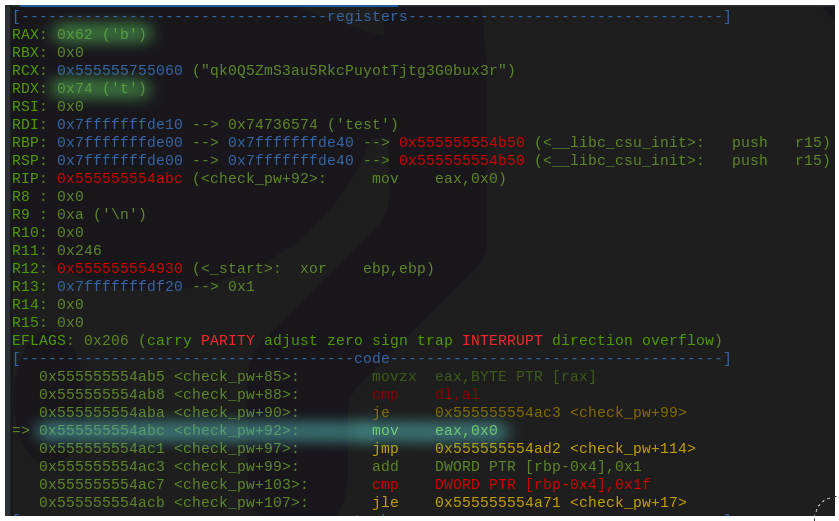 [----------------------------------registers-----------------------------------]
RAX: 0x62 ('b')
RBX: 0x0
RCX: 0x555555755060 ("qk0Q5ZmS3au5RkcPuyotTjtg3G0bux3r")
RDX: 0x74 ('t')
RSI: 0x0
RDI: 0x7fffffffde10 --> 0x74736574 ('test')
RBP: 0x7fffffffde00 --> 0x7fffffffde40 --> 0x555555554b50 (<__libc_csu_init>:   push   r15)
RSP: 0x7fffffffde00 --> 0x7fffffffde40 --> 0x555555554b50 (<__libc_csu_init>:   push   r15)
RIP: 0x555555554abc (<check_pw+92>:     mov    eax,0x0)
R8 : 0x0
R9 : 0xa ('\n')
R10: 0x0
R11: 0x246
R12: 0x555555554930 (<_start>:  xor    ebp,ebp)
R13: 0x7fffffffdf20 --> 0x1
R14: 0x0
R15: 0x0
EFLAGS: 0x206 (carry PARITY adjust zero sign trap INTERRUPT direction overflow)
[-------------------------------------code-------------------------------------]
   0x555555554ab5 <check_pw+85>:        movzx  eax,BYTE PTR [rax]
   0x555555554ab8 <check_pw+88>:        cmp    dl,al
   0x555555554aba <check_pw+90>:        je     0x555555554ac3 <check_pw+99>
=> 0x555555554abc <check_pw+92>:        mov    eax,0x0
   0x555555554ac1 <check_pw+97>:        jmp    0x555555554ad2 <check_pw+114>
   0x555555554ac3 <check_pw+99>:        add    DWORD PTR [rbp-0x4],0x1
   0x555555554ac7 <check_pw+103>:       cmp    DWORD PTR [rbp-0x4],0x1f
   0x555555554acb <check_pw+107>:       jle    0x555555554a71 <check_pw+17>